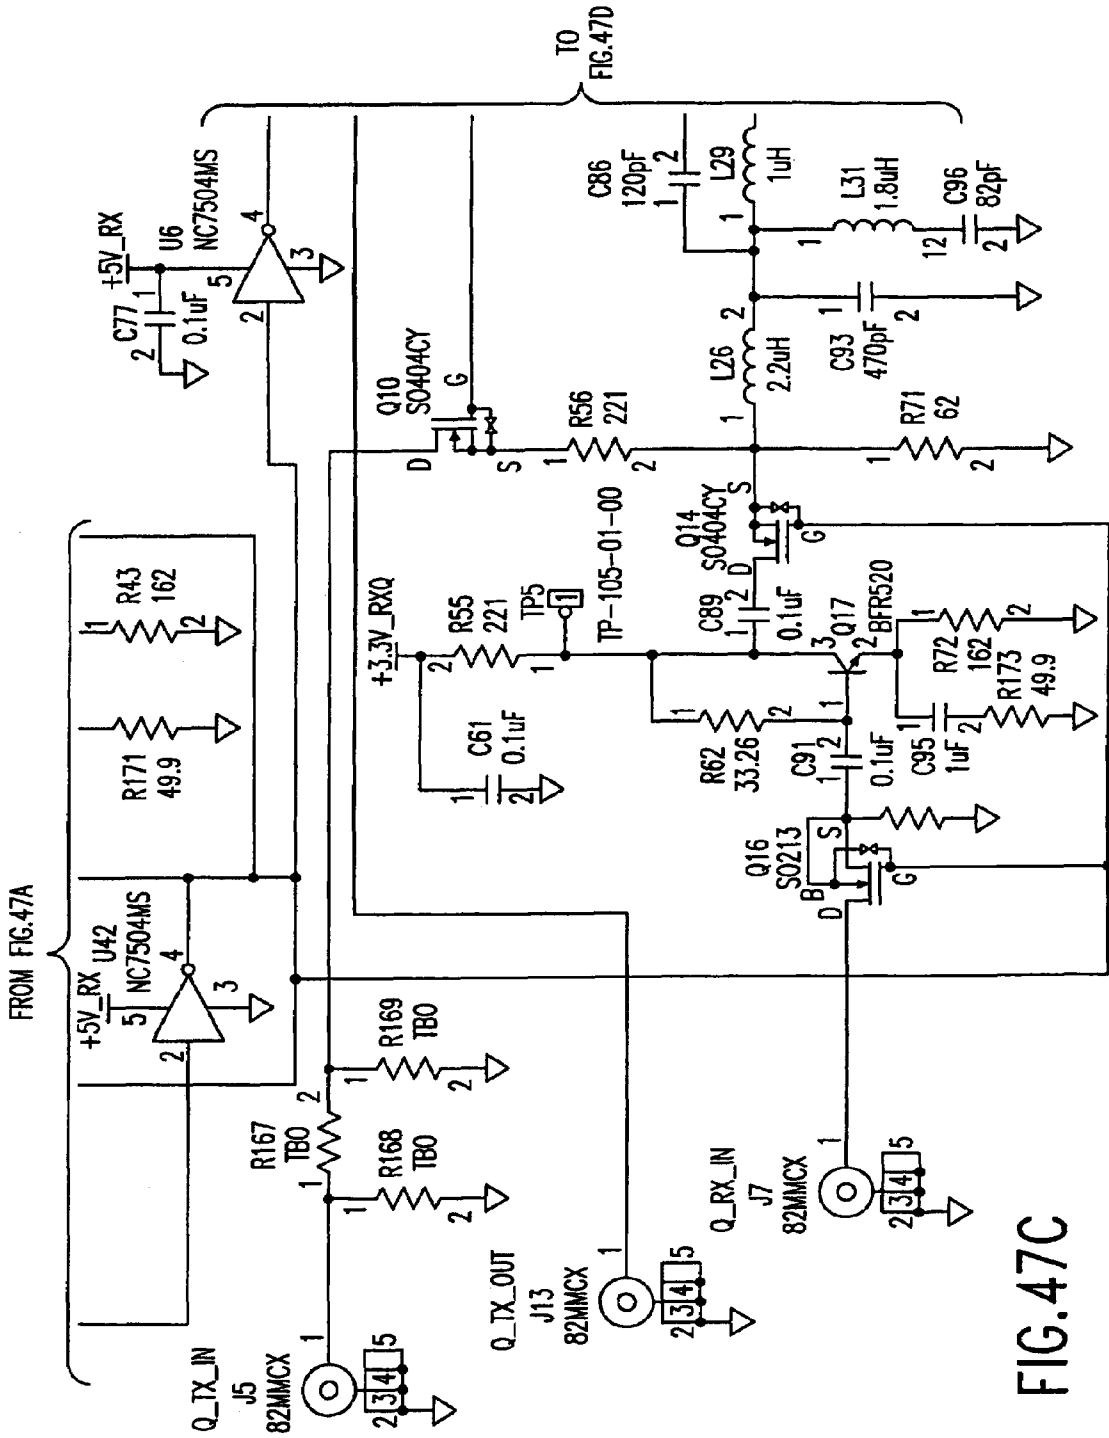 FROM FIG.47A
TO
FIG.47D
+5V_RX
U42
NC7504MS
5
4
2
3
R171
49.9
1
R43
162
2
+5V_RX
C77
0.1uF
1
2
U6
NC7504MS
5
4
2
3
Q_TX_IN
J5
82MMCX
1
2
3
4
5
R167
TBO
1
2
R168
TBO
1
2
R169
TBO
1
2
Q10
SO404CY
D
G
S
R56
221
1
2
+3.3V_RXQ
C61
0.1uF
1
2
R55
221
2
1
TP5
1
TP-105-01-00
Q_TX_OUT
J13
82MMCX
1
2
3
4
5
R62
33.26
1
2
C89
0.1uF
1
2
Q14
SO404CY
D
S
G
L26
2.2uH
1
2
C93
470pF
1
2
C86
120pF
1
2
L29
1uH
1
L31
1.8uH
1
12
C96
82pF
2
R71
62
1
2
Q_RX_IN
J7
82MMCX
1
2
3
4
5
Q16
SO213
B
D
S
G
C91
0.1uF
1
2
Q17
BFR520
1
3
2
C95
1uF
1
2
R72
162
1
2
R173
49.9
FIG.47C